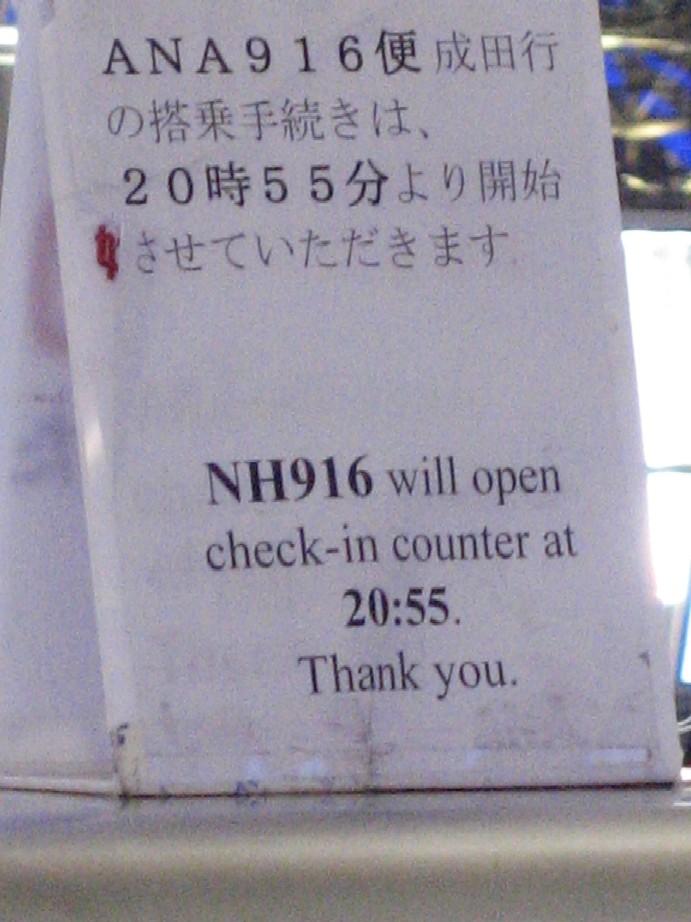 ANA916便 成田行
の搭乗手続きは、
20時55分より開始
させていただきます
NH916 will open
check-in counter at
20:55.
Thank you.